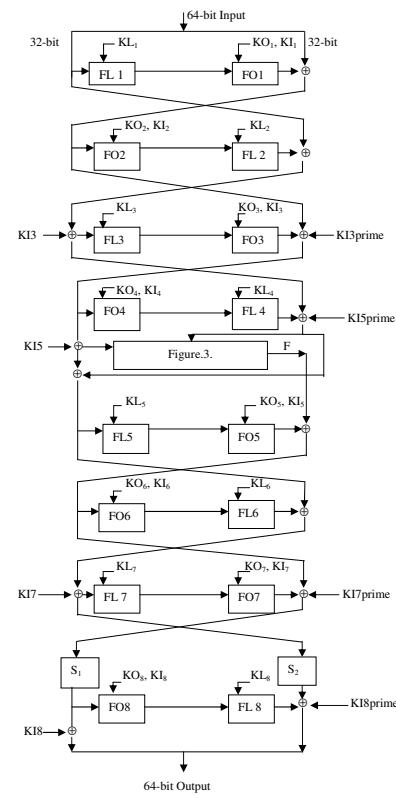 64-bit Input
32-bit KL₁ KO₁, KI₁ 32-bit
FL 1 FO1
KO₂, KI₂ KL₂
FO2 FL 2
KL₃ KO₃, KI₃
KI3 FL3 FO3 KI3prime
KO₄, KI₄ KL₄
FO4 FL 4 KI5prime
KI5 Figure.3. F
KL₅ KO₅, KI₅
FL5 FO5
KO₆, KI₆ KL₆
FO6 FL6
KL₇ KO₇, KI₇
KI7 FL 7 FO7 KI7prime
S₁ S₂
KO₈, KI₈ KL₈
FO8 FL 8 KI8prime
KI8
64-bit Output